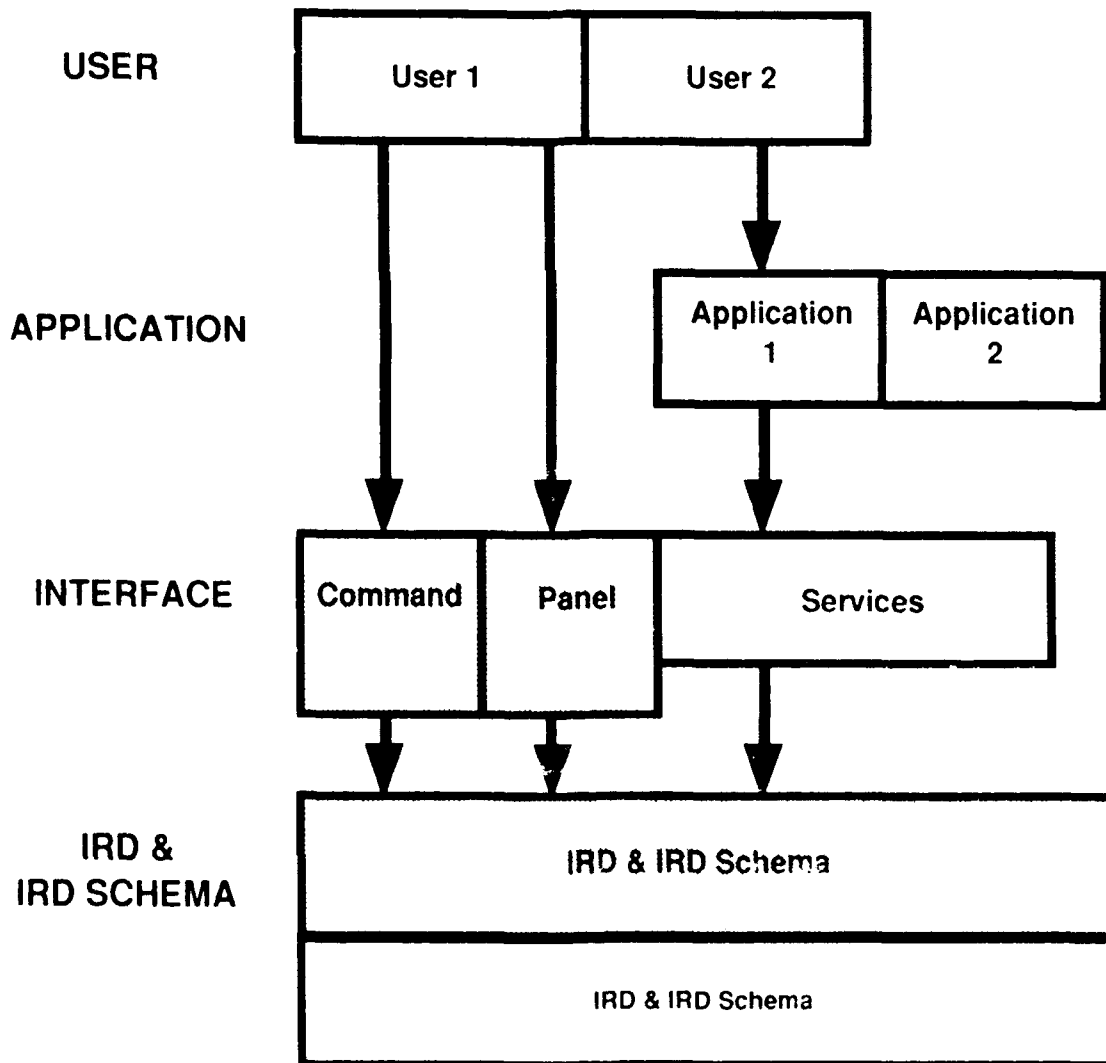 USER
User 1
User 2
APPLICATION
Application
1
Application
2
INTERFACE
Command
Panel
Services
IRD &
IRD SCHEMA
IRD & IRD Schema
IRD & IRD Schema